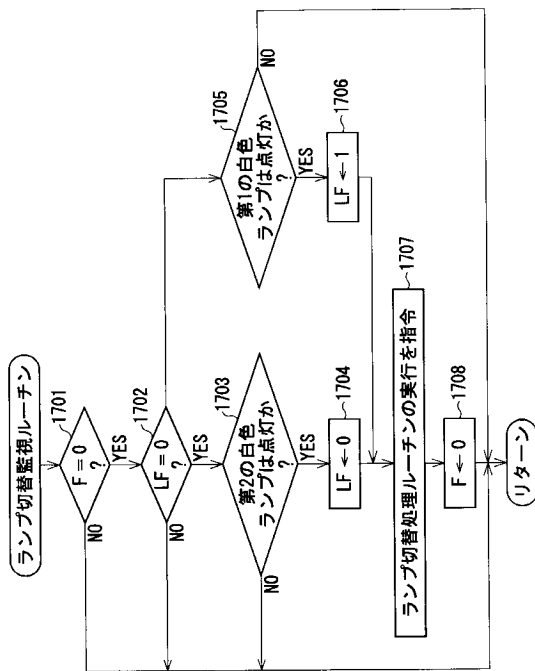 ランプ切替監視ルーチン
1701
F = 0
?
NO
YES
1702
LF = 0
?
NO
YES
1703
第2の白色
ランプは点灯か
?
NO
YES
1704
LF ← 0
1705
第1の白色
ランプは点灯か
?
NO
YES
1706
LF ← 1
1707
ランプ切替処理ルーチンの実行を指令
1708
F ← 0
リターン